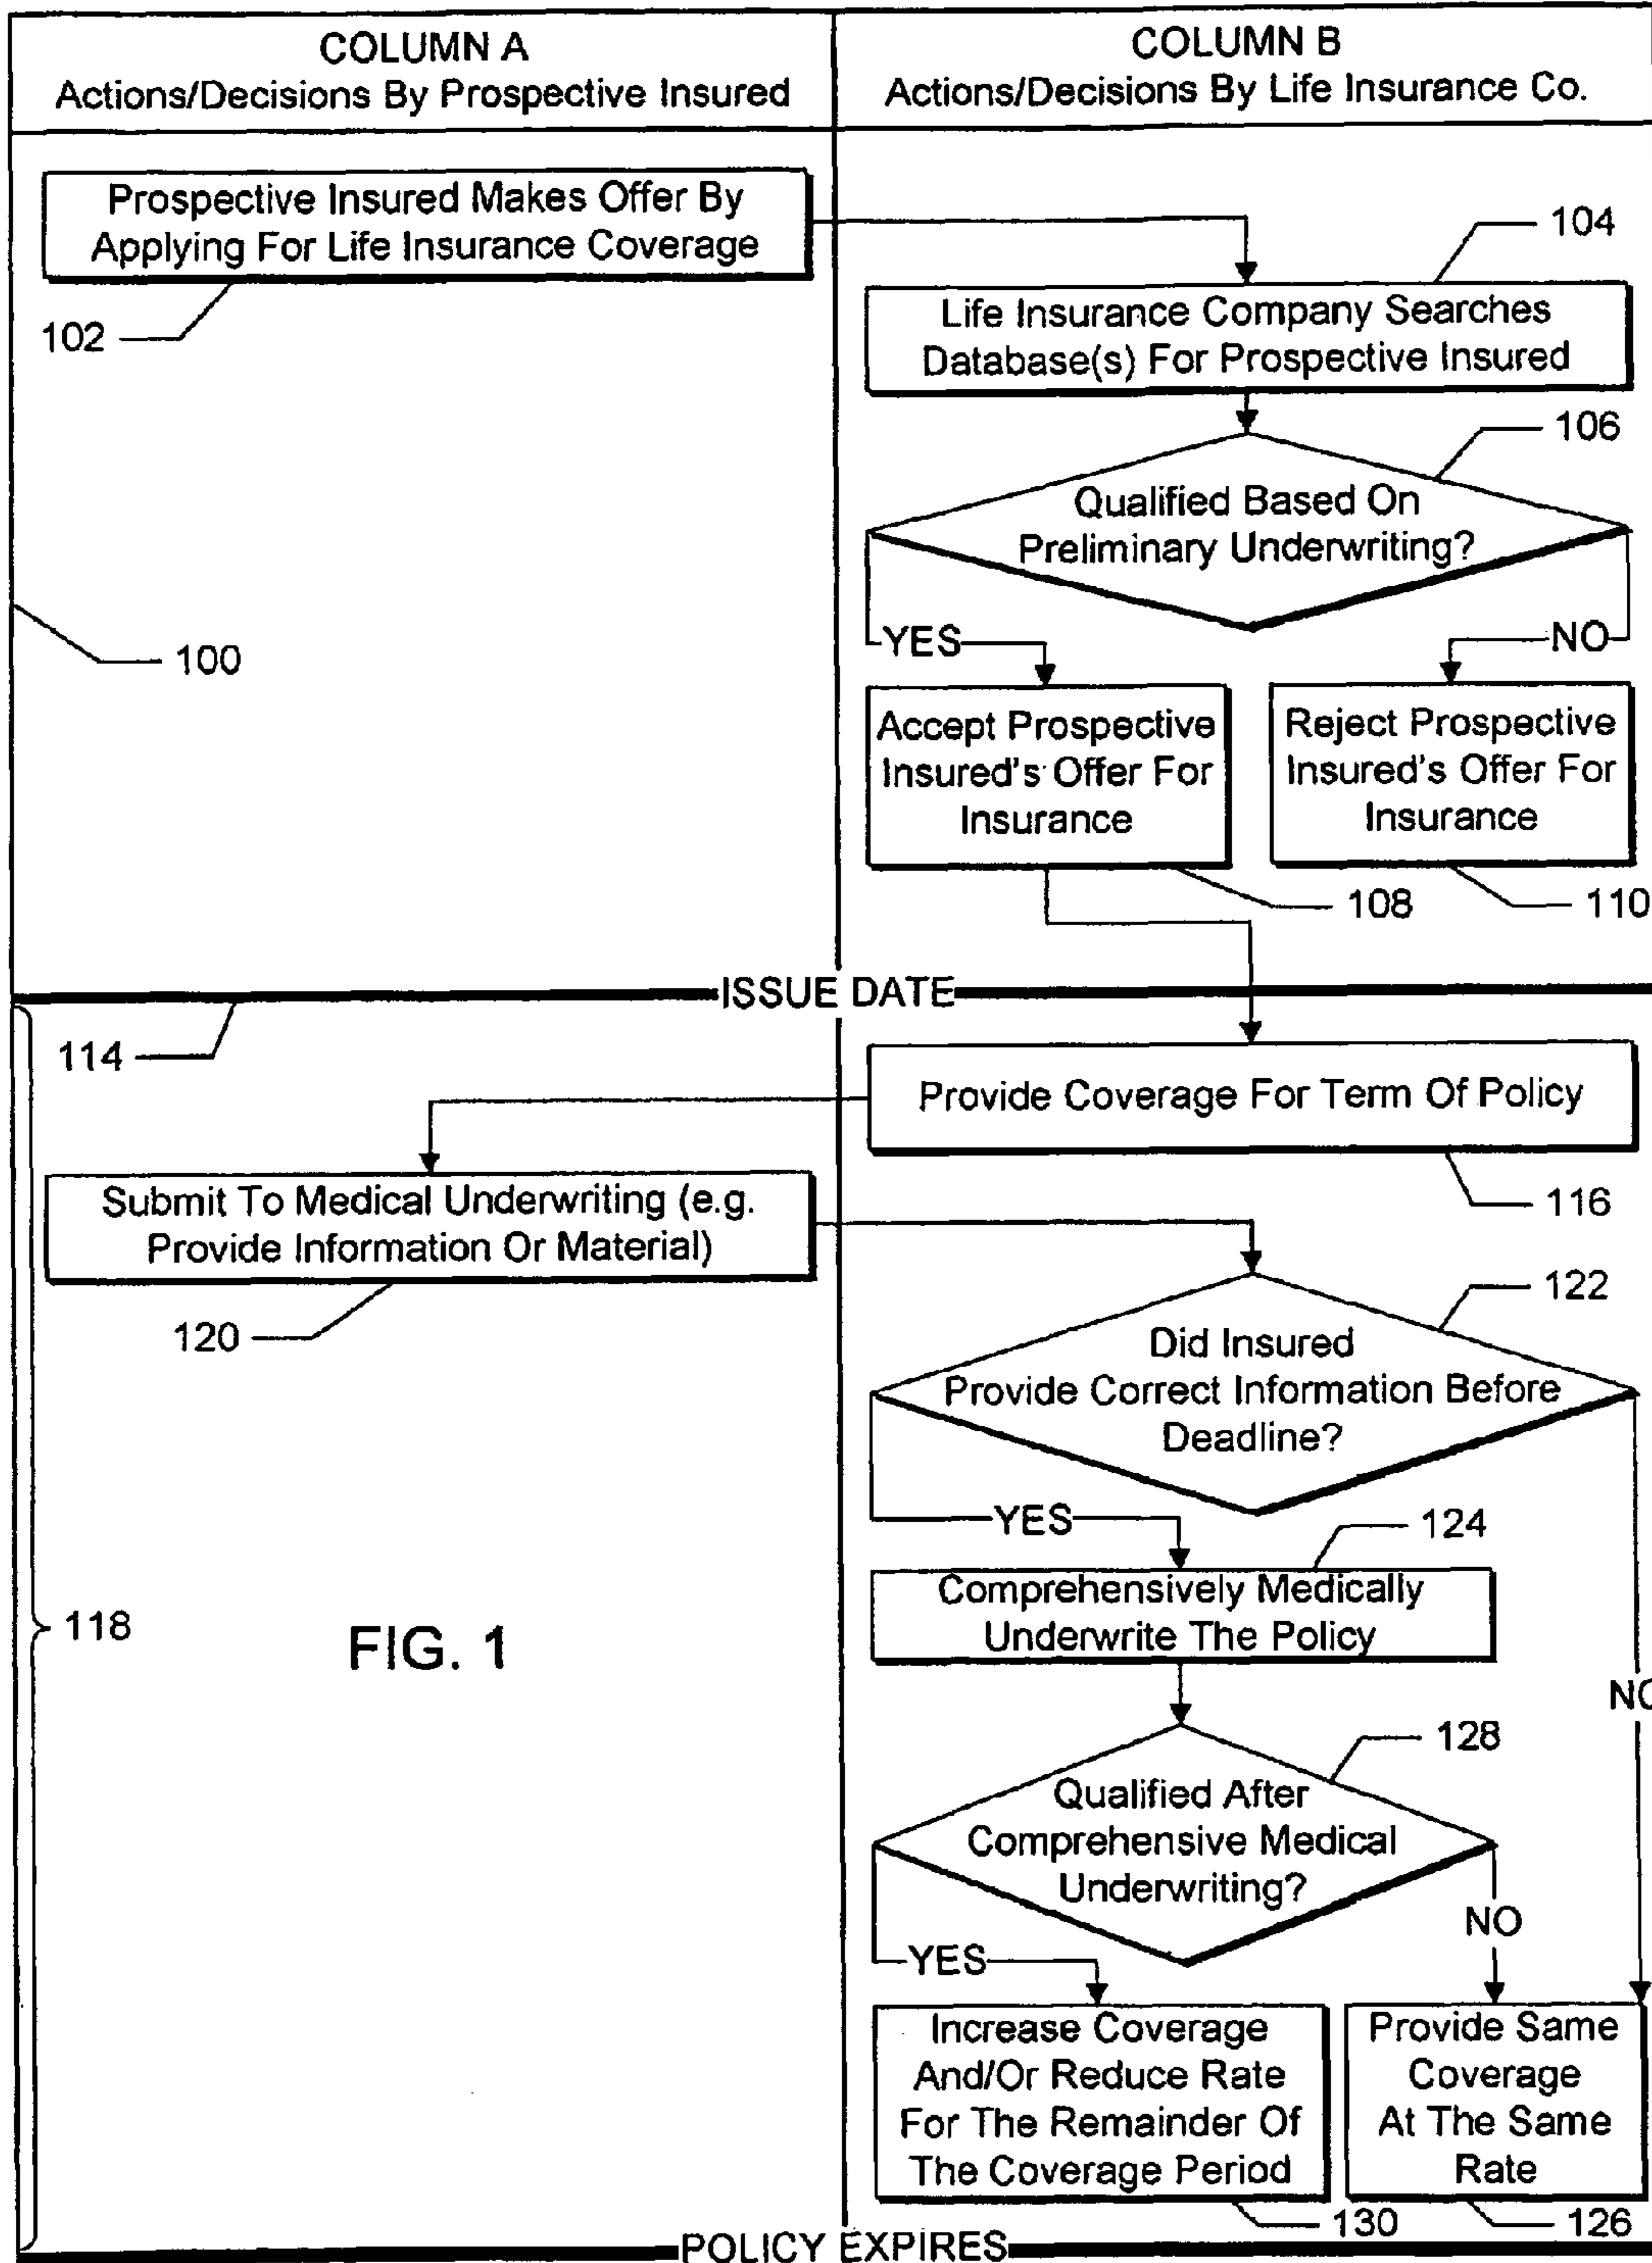 COLUMN A
Actions/Decisions By Prospective Insured
COLUMN B
Actions/Decisions By Life Insurance Co.
Prospective Insured Makes Offer By
Applying For Life Insurance Coverage
102
104
Life Insurance Company Searches
Database(s) For Prospective Insured
106
Qualified Based On
Preliminary Underwriting?
100
YES
NO
Accept Prospective
Insured's Offer For
Insurance
Reject Prospective
Insured's Offer For
Insurance
108
110
ISSUE DATE
114
Provide Coverage For Term Of Policy
116
Submit To Medical Underwriting (e.g.
Provide Information Or Material)
120
122
Did Insured
Provide Correct Information Before
Deadline?
YES
124
Comprehensively Medically
Underwrite The Policy
118
FIG. 1
NO
128
Qualified After
Comprehensive Medical
Underwriting?
NO
YES
Increase Coverage
And/Or Reduce Rate
For The Remainder Of
The Coverage Period
Provide Same
Coverage
At The Same
Rate
130
126
POLICY EXPIRES